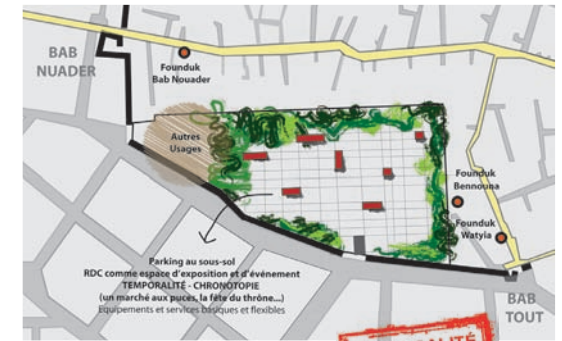 BAB
NUADER
Founduk
Bab Nouader
Autres
Usages
Founduk
Bennouna
Founduk
Watyia
Parking au sous-sol
RDC comme espace d'exposition et d'événement
TEMPORALITÉ - CHRONOTOPIE
(un marché aux puces, la fête du thrône...)
Equipements et services basiques et flexibles
BAB
TOUT